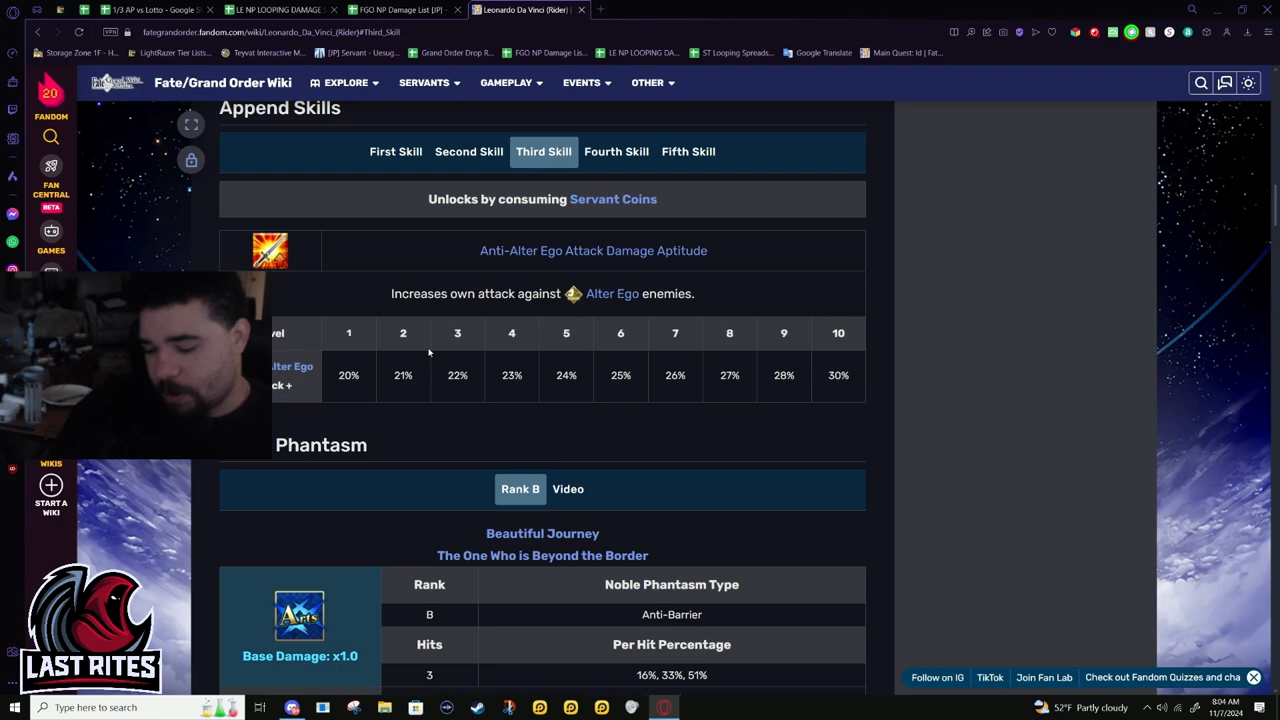 1/3 AP vs Lotto - Google S
LE NP LOOPING DAMAGE
FGO NP Damage List [JP] -
Leonardo Da Vinci (Rider) |
VPN
fategrandorder.fandom.com/wiki/Leonardo_Da_Vinci_(Rider)#Third_Skill
Storage Zone 1F - H...
LightRazer Tier Lists...
Teyvat Interactive M...
[JP] Servant - Uesug...
Grand Order Drop R...
FGO NP Damage Lis...
LE NP LOOPING DA...
ST Looping Spreads...
Google Translate
Main Quest: Id | Fat...
20
FANDOM
FAN
CENTRAL
BETA
GAMES
WIKIS
START A
WIKI
Fate/Grand Order Wiki
EXPLORE
SERVANTS
GAMEPLAY
EVENTS
OTHER
Append Skills
First Skill
Second Skill
Third Skill
Fourth Skill
Fifth Skill
Unlocks by consuming Servant Coins
Anti-Alter Ego Attack Damage Aptitude
Increases own attack against Alter Ego enemies.
vel 1 2 3 4 5 6 7 8 9 10
lter Ego
ck + 20% 21% 22% 23% 24% 25% 26% 27% 28% 30%
Phantasm
Rank B
Video
Beautiful Journey
The One Who is Beyond the Border
Arts
Base Damage: x1.0
Rank Noble Phantasm Type
B Anti-Barrier
Hits Per Hit Percentage
3 16%, 33%, 51%
LAST RITES
Follow on IG
TikTok
Join Fan Lab
Check out Fandom Quizzes and cha
Type here to search
52°F Partly cloudy
8:04 AM
11/7/2024